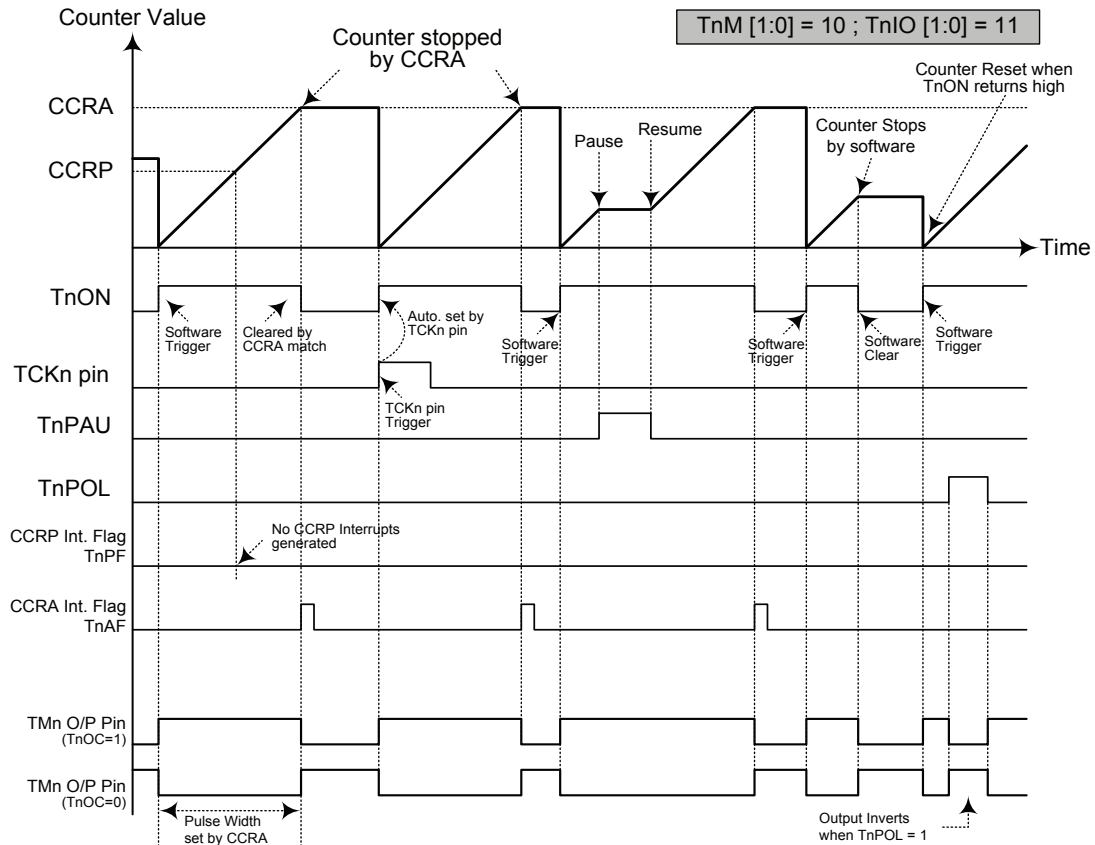 Counter Value
TnM [1:0] = 10 ; TnIO [1:0] = 11
Counter stopped
by CCRA
Counter Reset when
TnON returns high
CCRA
Pause
Resume
Counter Stops
by software
CCRP
Time
TnON
Software
Trigger
Cleared by
CCRA match
Auto. set by
TCKn pin
Software
Trigger
Software
Trigger
Software
Clear
Software
Trigger
TCKn pin
TCKn pin
Trigger
TnPAU
TnPOL
CCRP Int. Flag
TnPF
No CCRP Interrupts
generated
CCRA Int. Flag
TnAF
TMn O/P Pin
(TnOC=1)
TMn O/P Pin
(TnOC=0)
Pulse Width
set by CCRA
Output Inverts
when TnPOL = 1